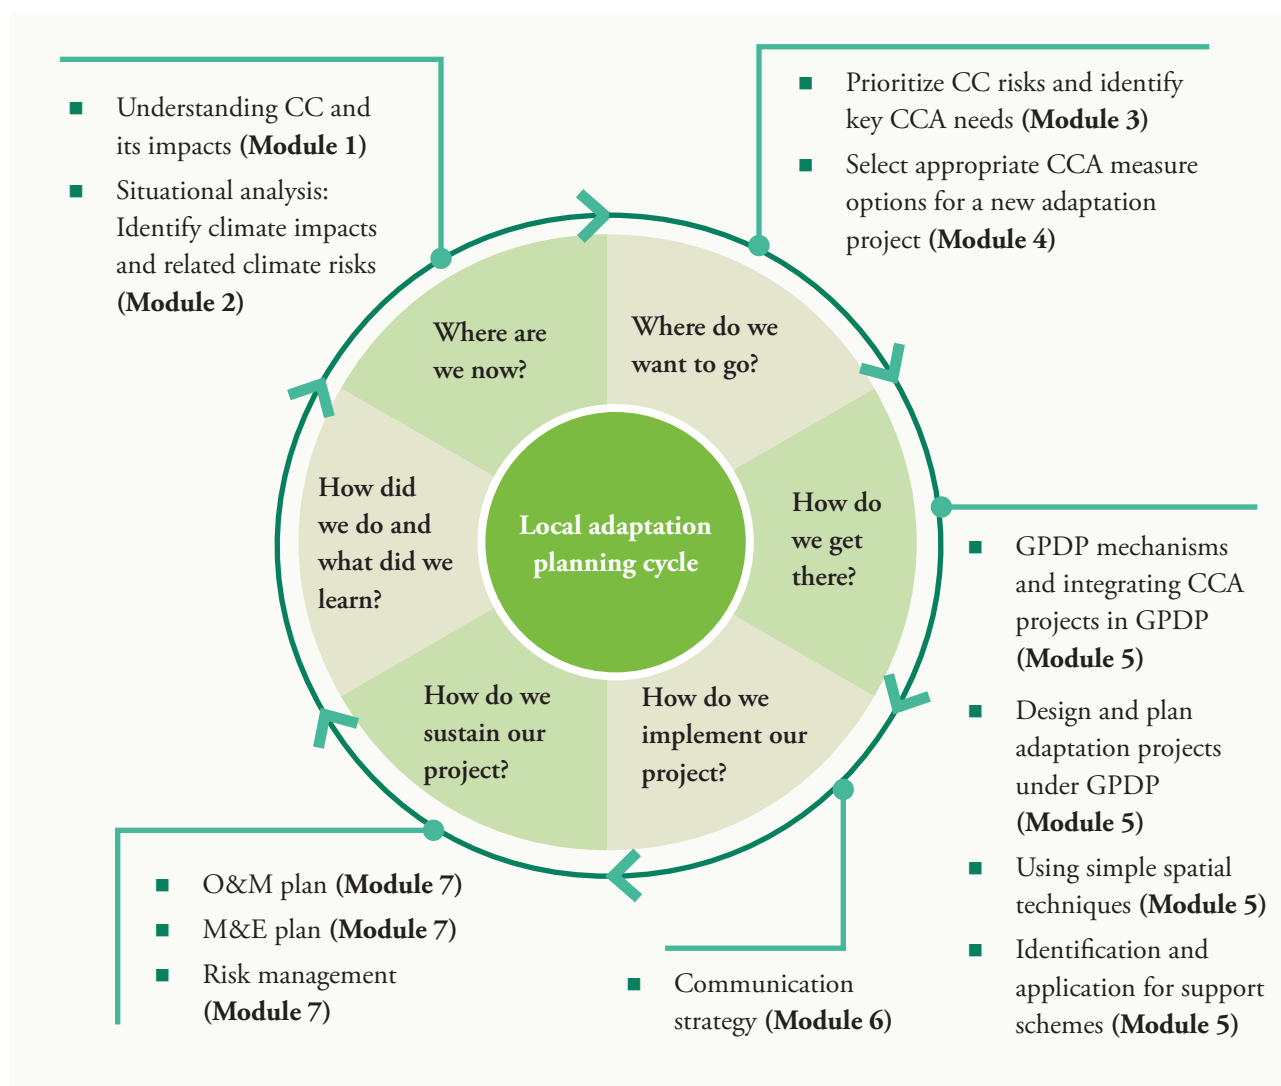 Understanding CC and
its impacts (Module 1)
Situational analysis:
Identify climate impacts
and related climate risks
(Module 2)
Prioritize CC risks and identify
key CCA needs (Module 3)
Select appropriate CCA measure
options for a new adaptation
project (Module 4)
Where are
we now?
Where do we
want to go?
How do
we get
there?
How do we
implement our
project?
How do we
sustain our
project?
How did
we do and
what did we
learn?
Local adaptation
planning cycle
GPDP mechanisms
and integrating CCA
projects in GPDP
(Module 5)
Design and plan
adaptation projects
under GPDP
(Module 5)
Using simple spatial
techniques (Module 5)
Identification and
application for support
schemes (Module 5)
Communication
strategy (Module 6)
O&M plan (Module 7)
M&E plan (Module 7)
Risk management
(Module 7)